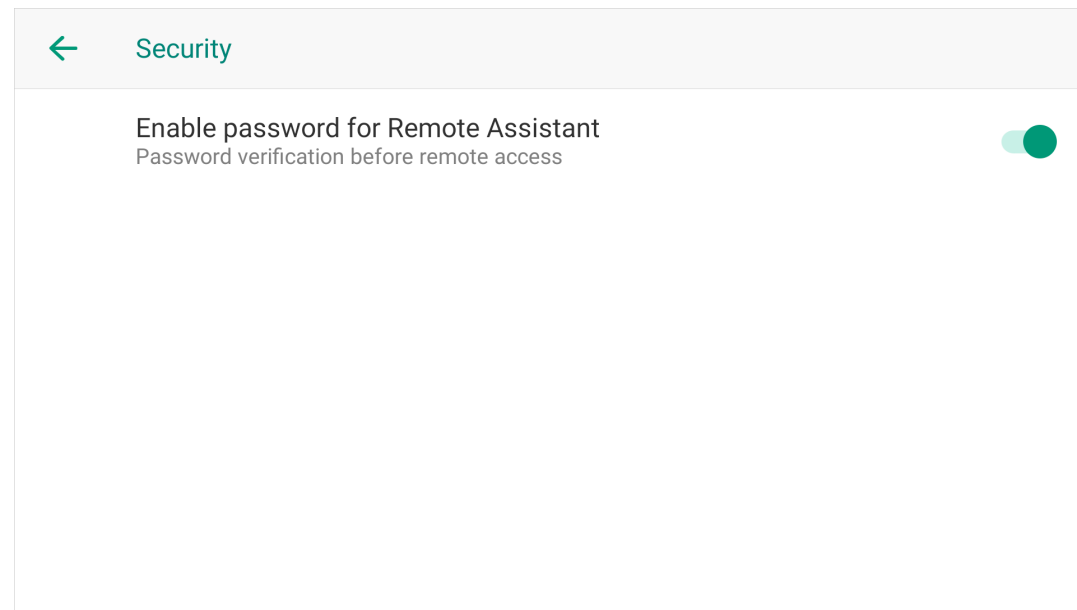 Security
Enable password for Remote Assistant
Password verification before remote access